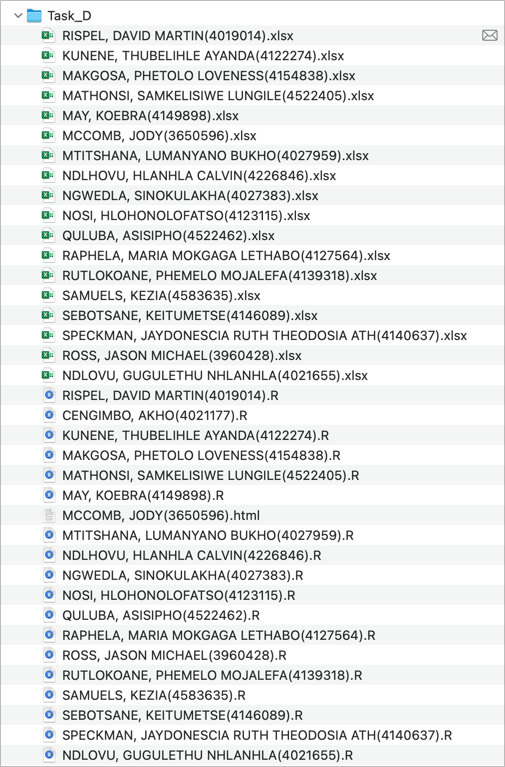 Task_D
RISPEL, DAVID MARTIN(4019014).xlsx
KUNENE, THUBELIHLE AYANDA(4122274).xlsx
MAKGOSA, PHETOLO LOVENESS(4154838).xlsx
MATHONSI, SAMKELISIWE LUNGILE(4522405).xlsx
MAY, KOEBRA(4149898).xlsx
MCCOMB, JODY(3650596).xlsx
MTITSHANA, LUMANYANO BUKHO(4027959).xlsx
NDLHOVU, HLANHLA CALVIN(4226846).xlsx
NGWEDLA, SINOKULAKHA(4027383).xlsx
NOSI, HLOHONOLOFATSO(4123115).xlsx
QULUBA, ASISIPHO(4522462).xlsx
RAPHELA, MARIA MOKGAGA LETHABO(4127564).xlsx
RUTLOKOANE, PHEMELO MOJALEFA(4139318).xlsx
SAMUELS, KEZIA(4583635).xlsx
SEBOTSANE, KEITUMETSE(4146089).xlsx
SPECKMAN, JAYDONESCIA RUTH THEODOSIA ATH(4140637).xlsx
ROSS, JASON MICHAEL(3960428).xlsx
NDLOVU, GUGULETHU NHLANHLA(4021655).xlsx
RISPEL, DAVID MARTIN(4019014).R
CENGIMBO, AKHO(4021177).R
KUNENE, THUBELIHLE AYANDA(4122274).R
MAKGOSA, PHETOLO LOVENESS(4154838).R
MATHONSI, SAMKELISIWE LUNGILE(4522405).R
MAY, KOEBRA(4149898).R
MCCOMB, JODY(3650596).html
MTITSHANA, LUMANYANO BUKHO(4027959).R
NDLHOVU, HLANHLA CALVIN(4226846).R
NGWEDLA, SINOKULAKHA(4027383).R
NOSI, HLOHONOLOFATSO(4123115).R
QULUBA, ASISIPHO(4522462).R
RAPHELA, MARIA MOKGAGA LETHABO(4127564).R
ROSS, JASON MICHAEL(3960428).R
RUTLOKOANE, PHEMELO MOJALEFA(4139318).R
SAMUELS, KEZIA(4583635).R
SEBOTSANE, KEITUMETSE(4146089).R
SPECKMAN, JAYDONESCIA RUTH THEODOSIA ATH(4140637).R
NDLOVU, GUGULETHU NHLANHLA(4021655).R